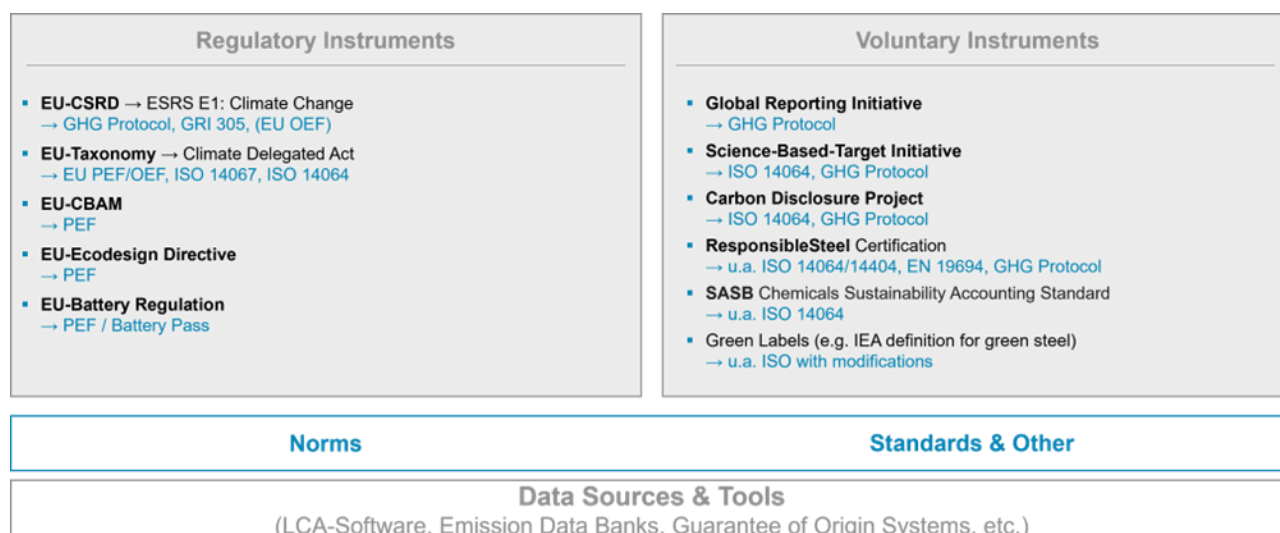 Regulatory Instruments
▪ EU-CSRD → ESRS E1: Climate Change
→ GHG Protocol, GRI 305, (EU OEF)
▪ EU-Taxonomy → Climate Delegated Act
→ EU PEF/OEF, ISO 14067, ISO 14064
▪ EU-CBAM
→ PEF
▪ EU-Ecodesign Directive
→ PEF
▪ EU-Battery Regulation
→ PEF / Battery Pass
Voluntary Instruments
▪ Global Reporting Initiative
→ GHG Protocol
▪ Science-Based-Target Initiative
→ ISO 14064, GHG Protocol
▪ Carbon Disclosure Project
→ ISO 14064, GHG Protocol
▪ ResponsibleSteel Certification
→ u.a. ISO 14064/14404, EN 19694, GHG Protocol
▪ SASB Chemicals Sustainability Accounting Standard
→ u.a. ISO 14064
▪ Green Labels (e.g. IEA definition for green steel)
→ u.a. ISO with modifications
Norms
Standards & Other
Data Sources & Tools
(LCA-Software, Emission Data Banks, Guarantee of Origin Systems, etc.)